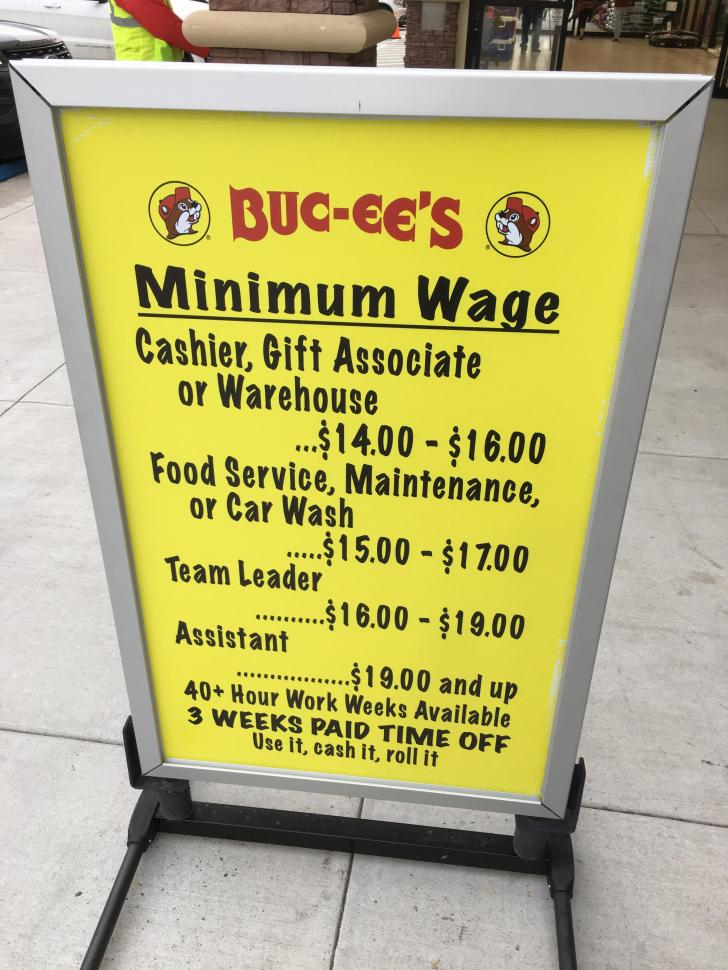 BUC-EE'S
Minimum Wage
Cashier, Gift Associate
or Warehouse
...$14.00 - $16.00
Food Service, Maintenance,
or Car Wash
.....$15.00 - $17.00
Team Leader
..........$16.00 - $19.00
Assistant
.................$19.00 and up
40+ Hour Work Weeks Available
3 WEEKS PAID TIME OFF
Use it, cash it, roll it